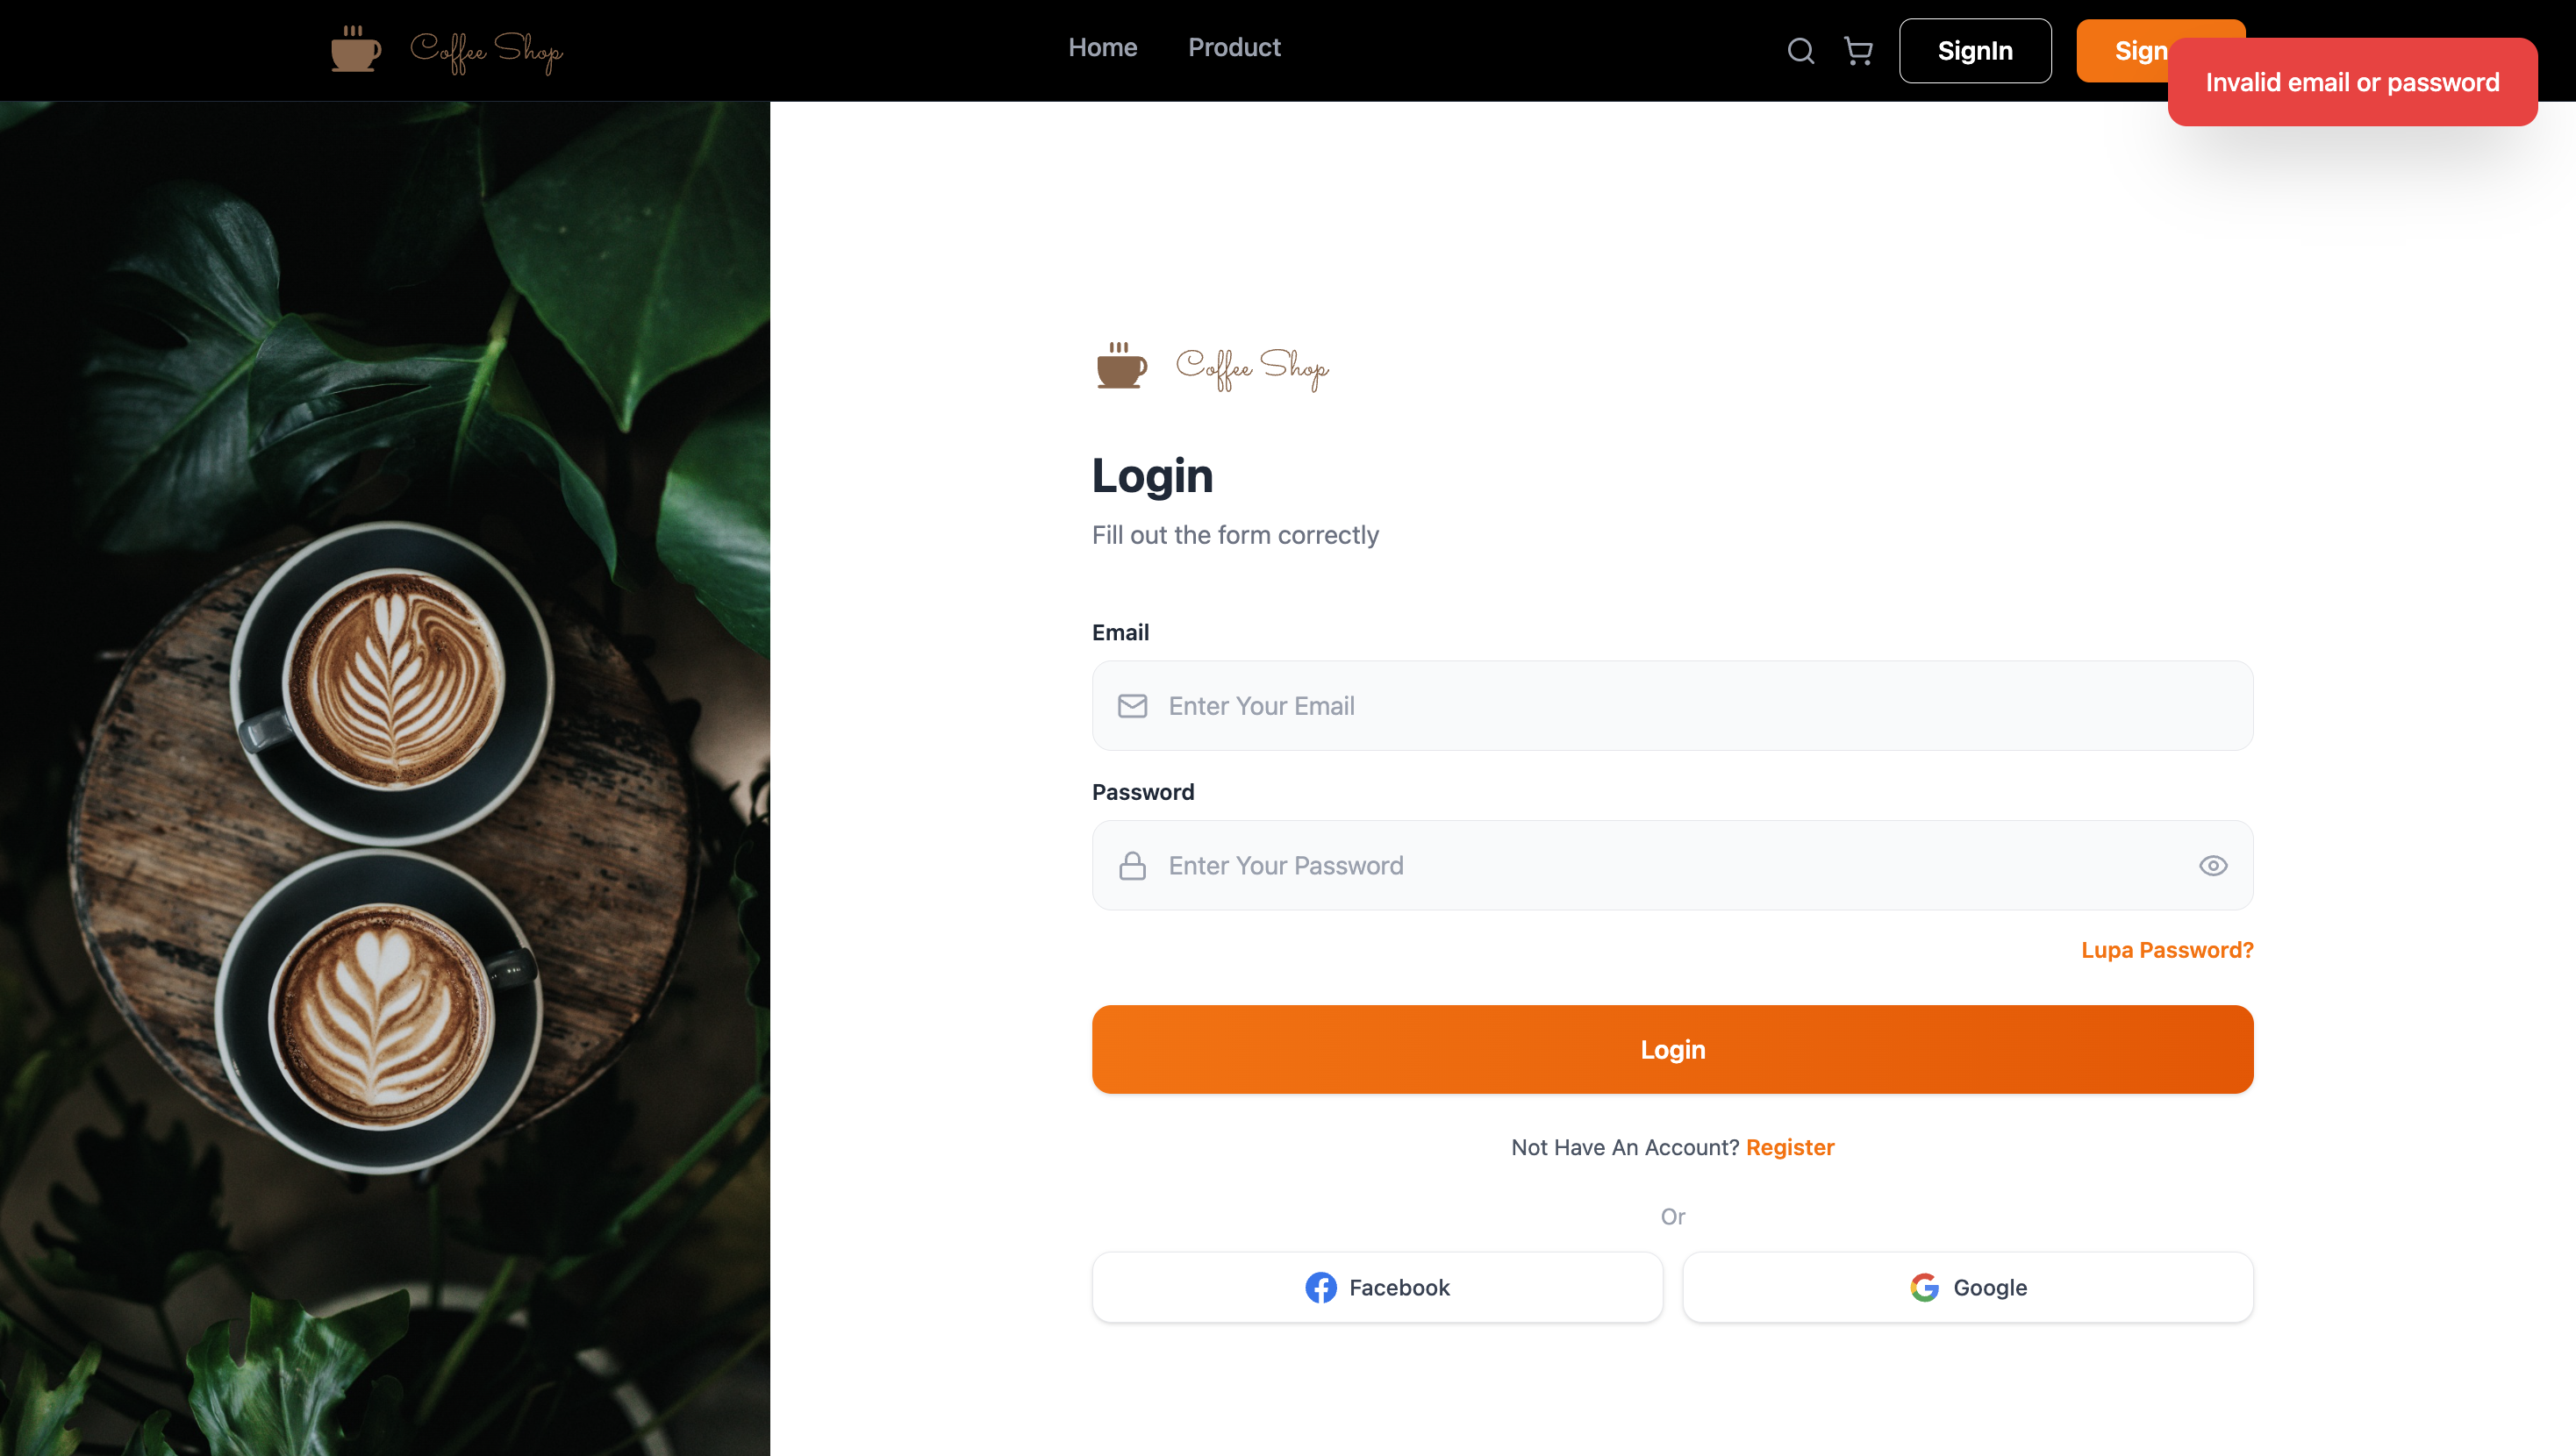 Coffee Shop
Home
Product
SignIn
Sign
Invalid email or password
Coffee Shop
Login
Fill out the form correctly
Email
Enter Your Email
Password
Enter Your Password
Lupa Password?
Login
Not Have An Account? Register
Or
Facebook
Google